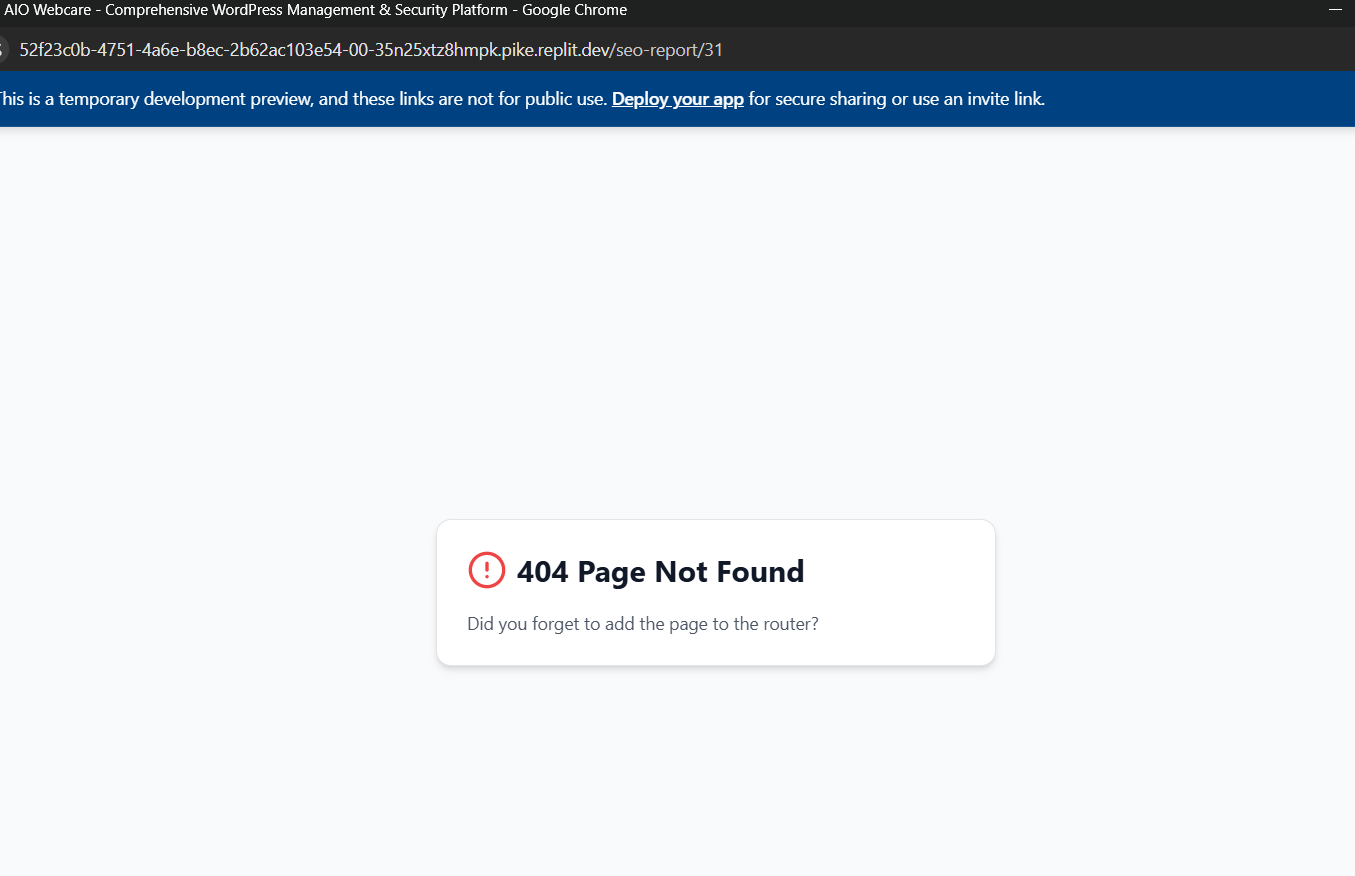 AIO Webcare - Comprehensive WordPress Management & Security Platform - Google Chrome
52f23c0b-4751-4a6e-b8ec-2b62ac103e54-00-35n25xtz8hmpk.pike.replit.dev/seo-report/31
This is a temporary development preview, and these links are not for public use. Deploy your app for secure sharing or use an invite link.
404 Page Not Found
Did you forget to add the page to the router?